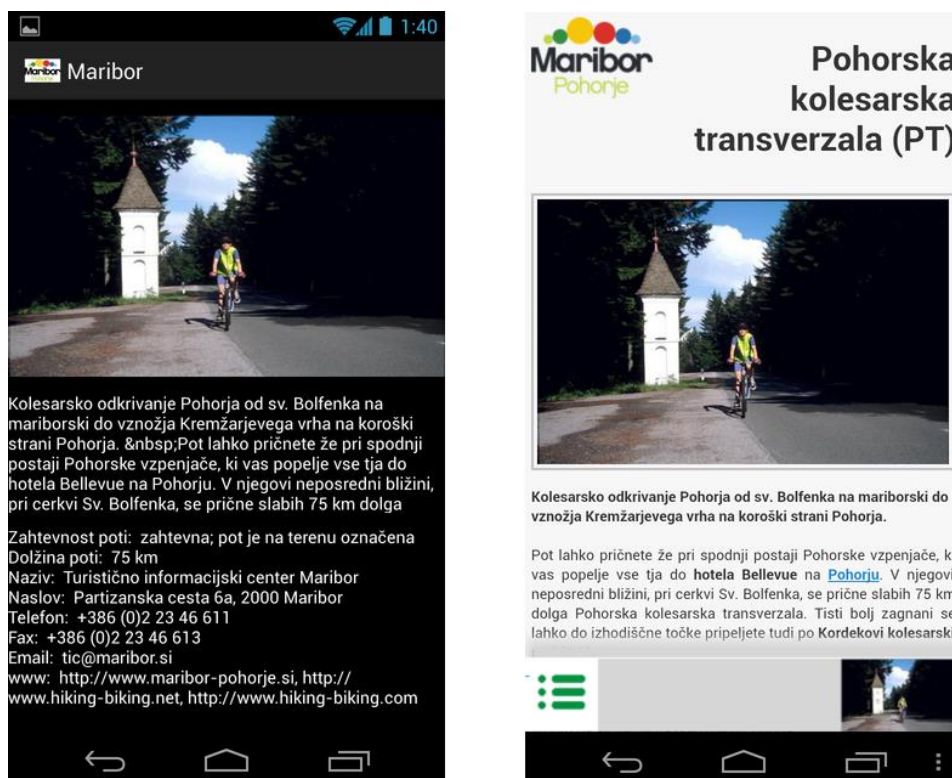 1:40
Maribor Pohorje Maribor
Kolesarsko odkrivanje Pohorja od sv. Bolfenka na
mariborski do vznožja Kremžarjevega vrha na koroški
strani Pohorja. &nbsp;Pot lahko pričnete že pri spodnji
postaji Pohorske vzpenjače, ki vas popelje vse tja do
hotela Bellevue na Pohorju. V njegovi neposredni bližini,
pri cerkvi Sv. Bolfenka, se prične slabih 75 km dolga
Zahtevnost poti: zahtevna; pot je na terenu označena
Dolžina poti: 75 km
Naziv: Turistično informacijski center Maribor
Naslov: Partizanska cesta 6a, 2000 Maribor
Telefon: +386 (0)2 23 46 611
Fax: +386 (0)2 23 46 613
Email: tic@maribor.si
www: http://www.maribor-pohorje.si, http://
www.hiking-biking.net, http://www.hiking-biking.com
Maribor
Pohorje
Pohorska
kolesarska
transverzala (PT)
Kolesarsko odkrivanje Pohorja od sv. Bolfenka na mariborski do
vznožja Kremžarjevega vrha na koroški strani Pohorja.
Pot lahko pričnete že pri spodnji postaji Pohorske vzpenjače, k
vas popelje vse tja do hotela Bellevue na Pohorju. V njegovi
neposredni bližini, pri cerkvi Sv. Bolfenka, se prične slabih 75 km
dolga Pohorska kolesarska transverzala. Tisti bolj zagnani se
lahko do izhodiščne točke pripeljete tudi po Kordekovi kolesarski